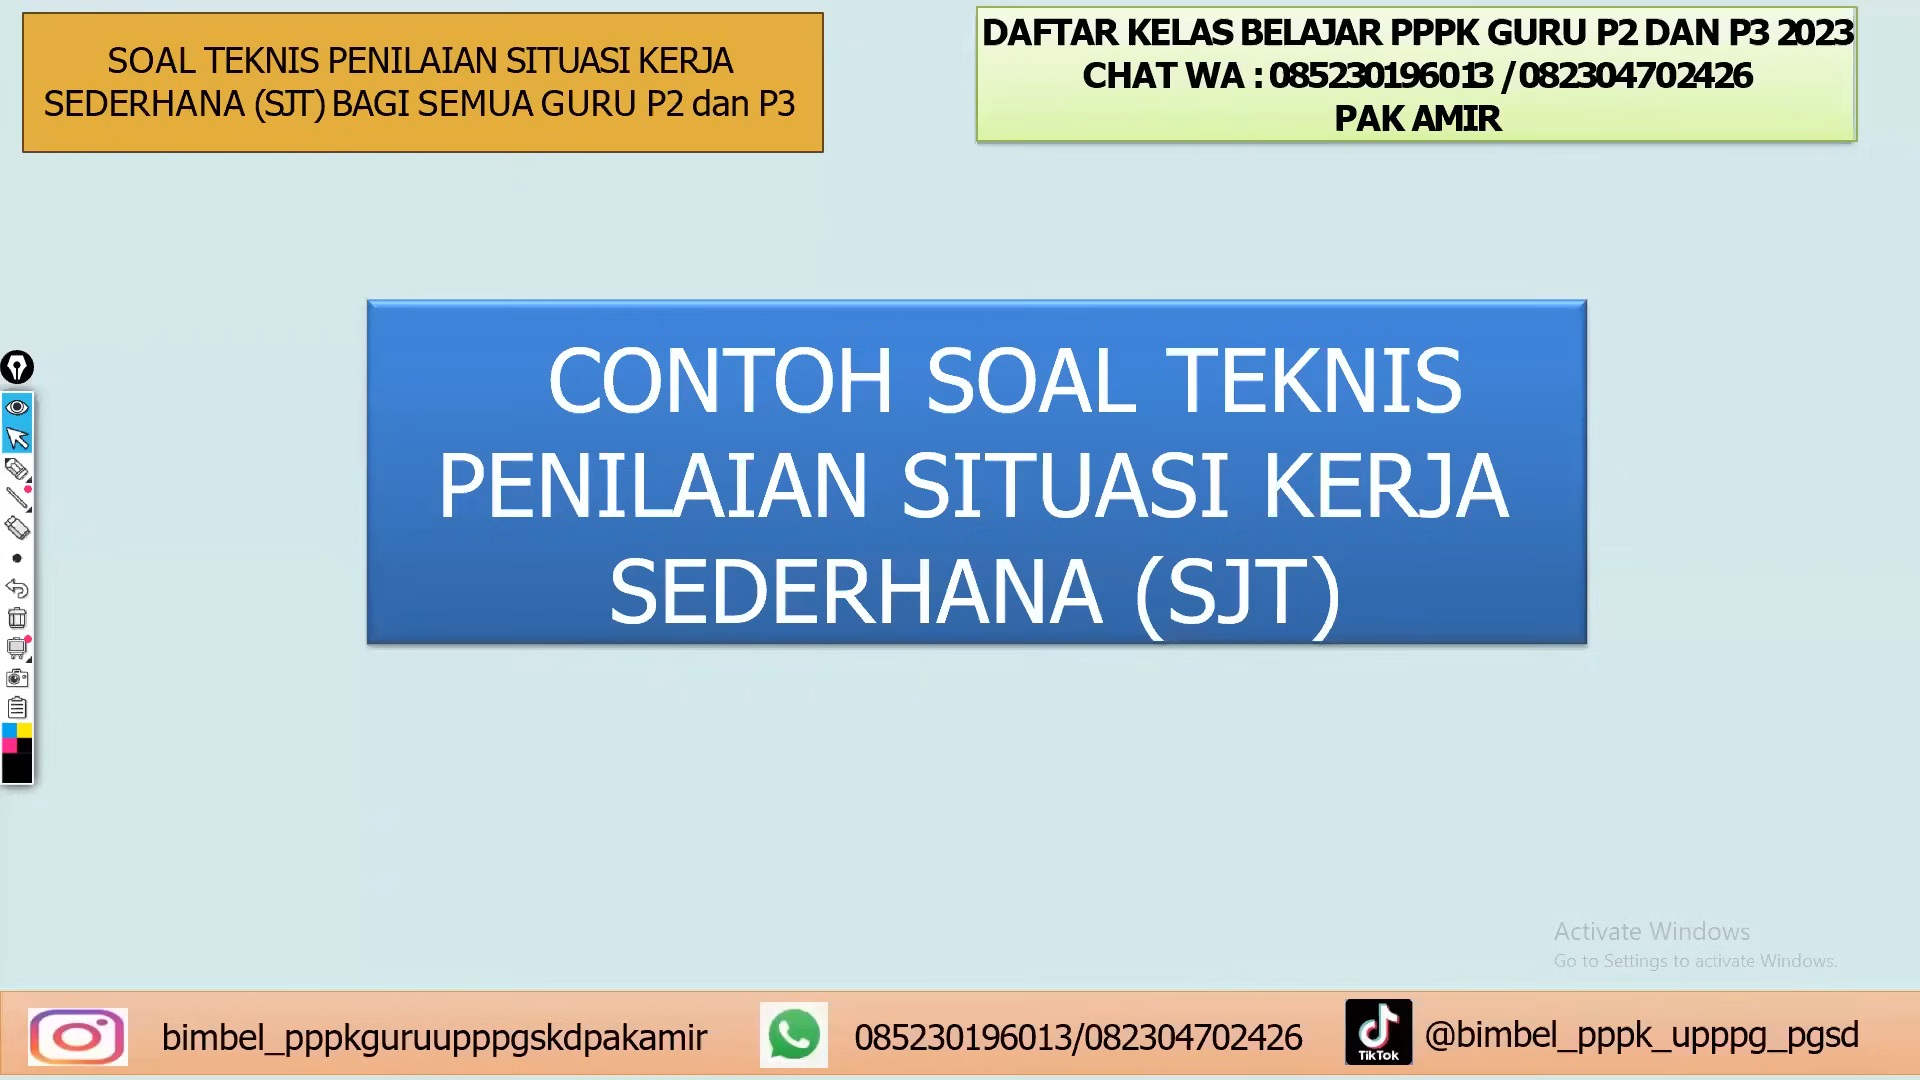 SOAL TEKNIS PENILAIAN SITUASI KERJA
SEDERHANA (SJT) BAGI SEMUA GURU P2 dan P3
DAFTAR KELAS BELAJAR PPPK GURU P2 DAN P3 2023
CHAT WA : 085230196013 / 082304702426
PAK AMIR
CONTOH SOAL TEKNIS
PENILAIAN SITUASI KERJA
SEDERHANA (SJT)
Activate Windows
Go to Settings to activate Windows.
bimbel_pppkguruupppgskdpakamir
085230196013/082304702426
TikTok
@bimbel_pppk_upppg_pgsd